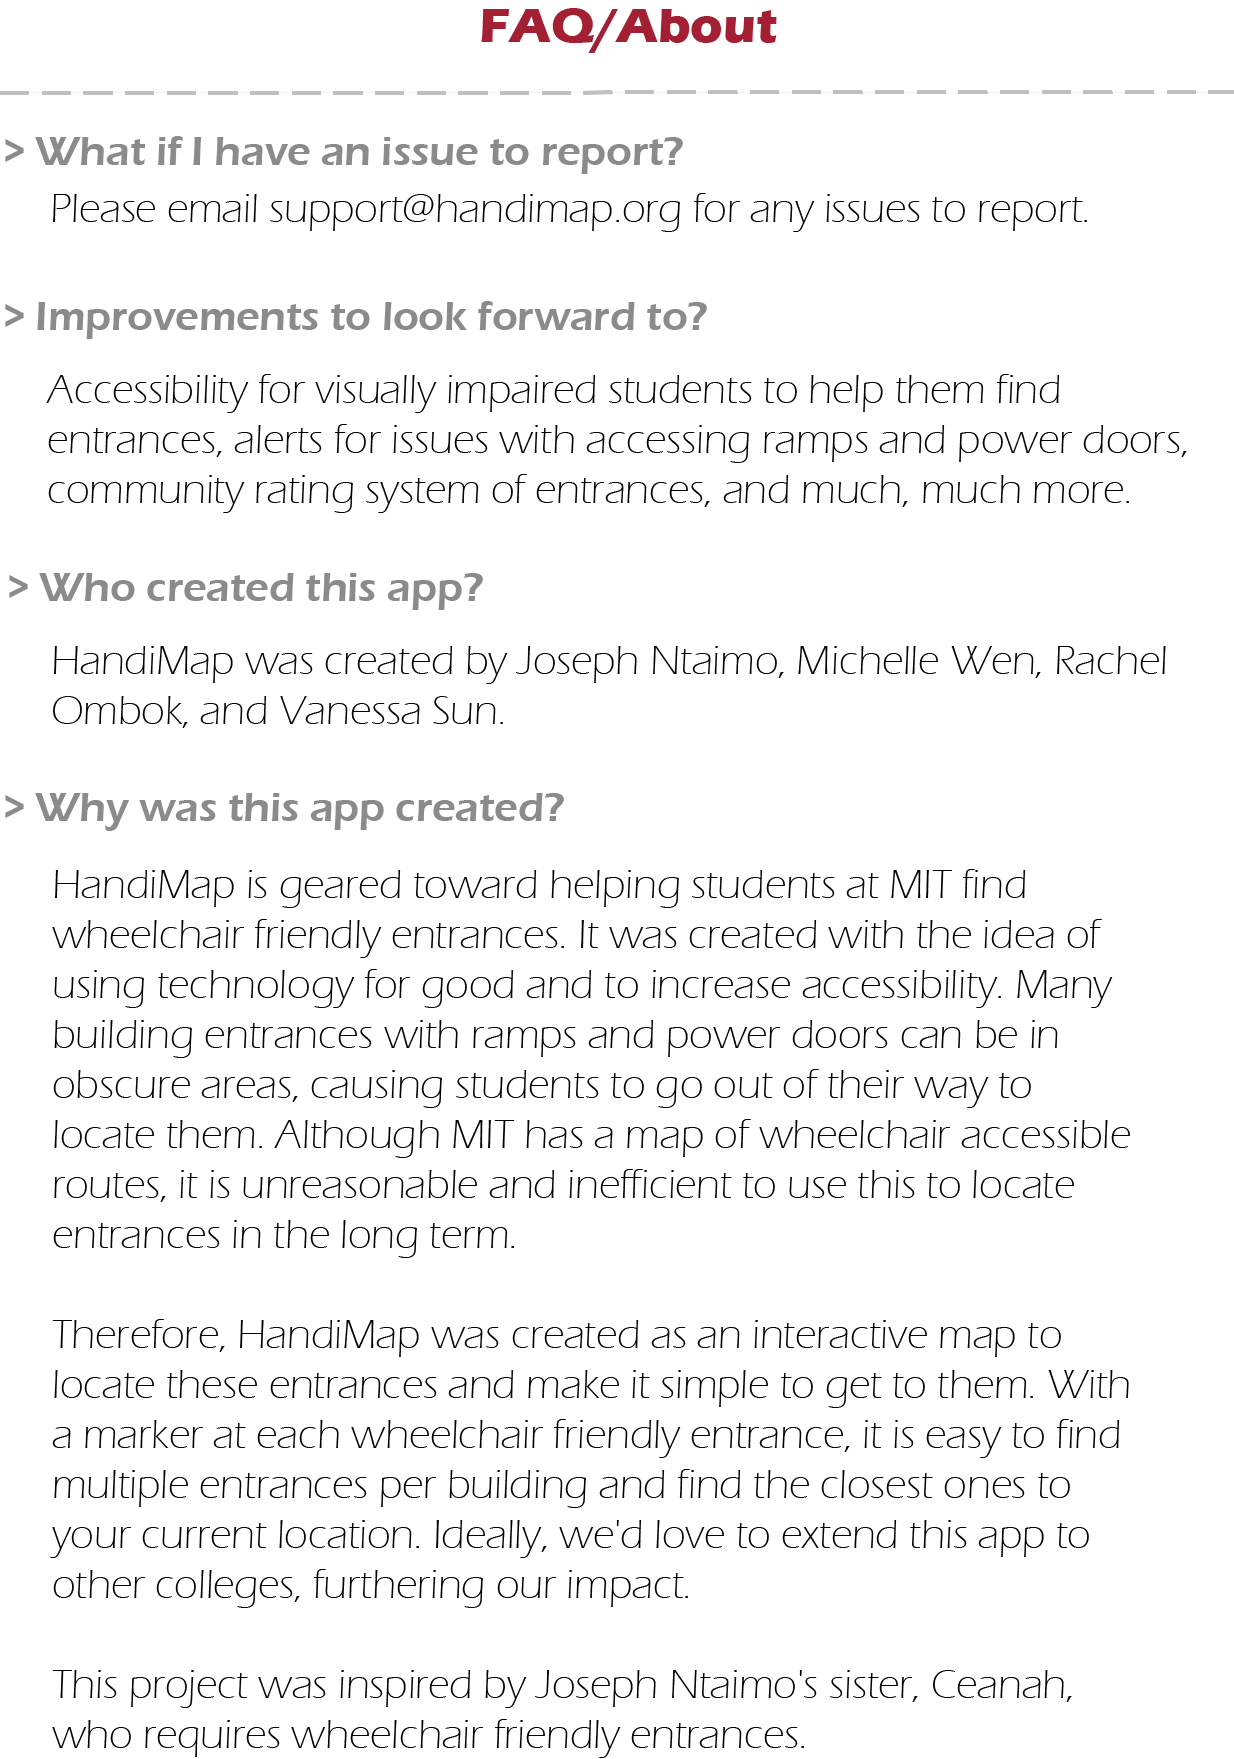 FAQ/About
> What if I have an issue to report?
Please email support@handimap.org for any issues to report.
> Improvements to look forward to?
Accessibility for visually impaired students to help them find
entrances, alerts for issues with accessing ramps and power doors,
community rating system of entrances, and much, much more.
> Who created this app?
HandiMap was created by Joseph Ntaimo, Michelle Wen, Rachel
Ombok, and Vanessa Sun.
> Why was this app created?
HandiMap is geared toward helping students at MIT find
wheelchair friendly entrances. It was created with the idea of
using technology for good and to increase accessibility. Many
building entrances with ramps and power doors can be in
obscure areas, causing students to go out of their way to
locate them. Although MIT has a map of wheelchair accessible
routes, it is unreasonable and inefficient to use this to locate
entrances in the long term.
Therefore, HandiMap was created as an interactive map to
locate these entrances and make it simple to get to them. With
a marker at each wheelchair friendly entrance, it is easy to find
multiple entrances per building and find the closest ones to
your current location. Ideally, we'd love to extend this app to
other colleges, furthering our impact.
This project was inspired by Joseph Ntaimo's sister, Ceanah,
who requires wheelchair friendly entrances.